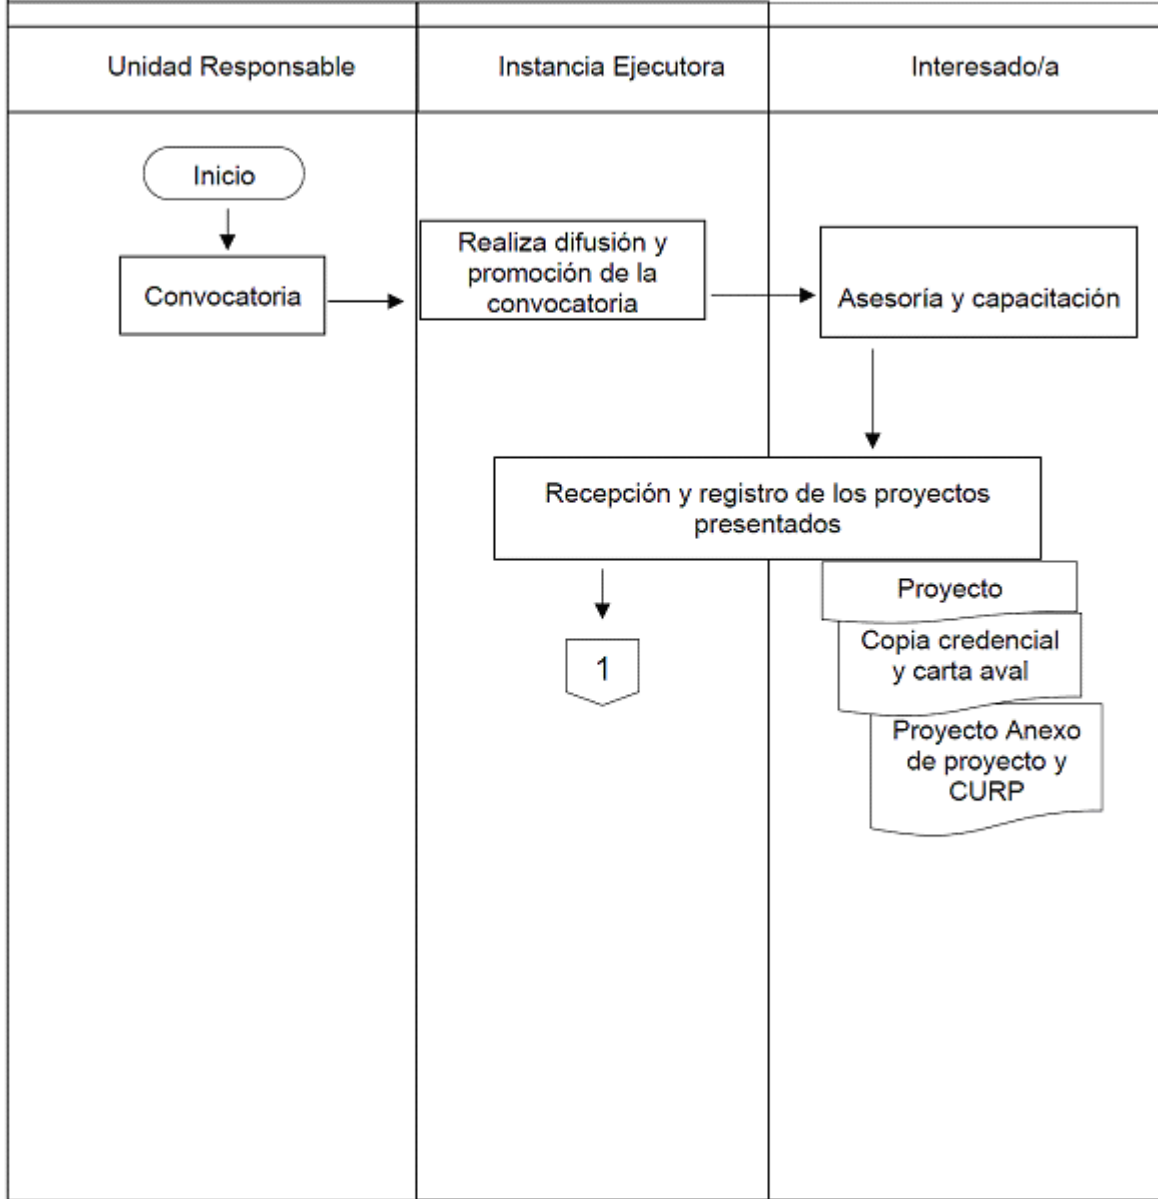 Unidad Responsable
Instancia Ejecutora
Interesado/a
Inicio
Convocatoria
Realiza difusión y
promoción de la
convocatoria
Asesoría y capacitación
Recepción y registro de los proyectos
presentados
Proyecto
Copia credencial
y carta aval
1
Proyecto Anexo
de proyecto y
CURP